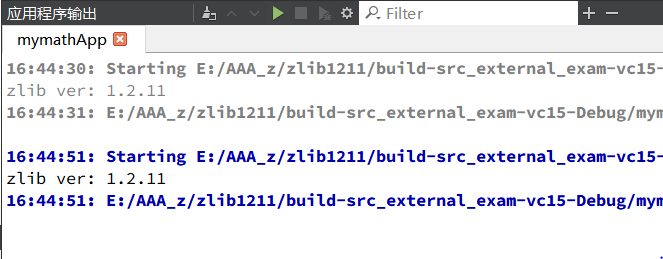 应用程序输出 Filter
mymathApp
16:44:30: Starting E:/AAA_z/zlib1211/build-src_external_exam-vc15-
zlib ver: 1.2.11
16:44:31: E:/AAA_z/zlib1211/build-src_external_exam-vc15-Debug/mym
16:44:51: Starting E:/AAA_z/zlib1211/build-src_external_exam-vc15-
zlib ver: 1.2.11
16:44:51: E:/AAA_z/zlib1211/build-src_external_exam-vc15-Debug/mym